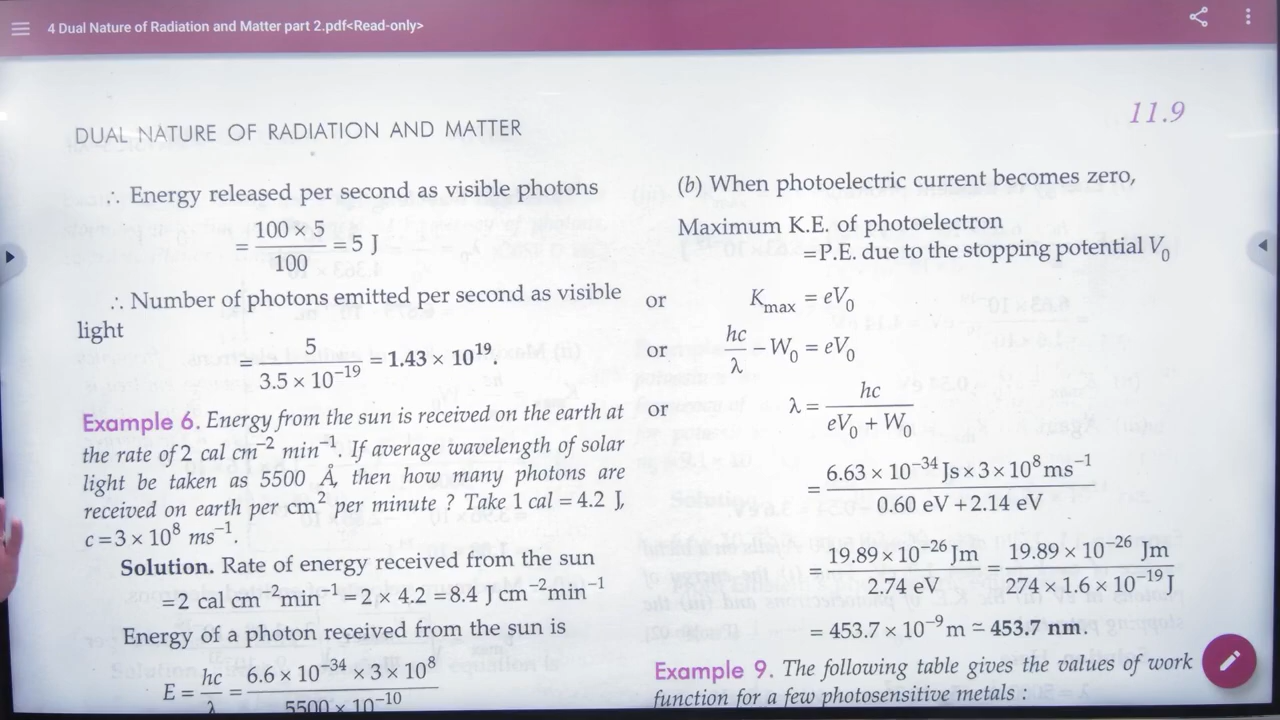 4 Dual Nature of Radiation and Matter part 2.pdf<Read-only>
DUAL NATURE OF RADIATION AND MATTER
11.9
∴ Energy released per second as visible photons
= 100 × 5 / 100 = 5 J
∴ Number of photons emitted per second as visible
light
= 5 / 3.5 × 10⁻¹⁹ = 1.43 × 10¹⁹.
Example 6. Energy from the sun is received on the earth at
the rate of 2 cal cm⁻² min⁻¹. If average wavelength of solar
light be taken as 5500 Å, then how many photons are
received on earth per cm² per minute ? Take 1 cal = 4.2 J,
c = 3 × 10⁸ ms⁻¹.
Solution. Rate of energy received from the sun
= 2 cal cm⁻² min⁻¹ = 2 × 4.2 = 8.4 J cm⁻² min⁻¹
Energy of a photon received from the sun is
E = hc / λ = 6.6 × 10⁻³⁴ × 3 × 10⁸ / 5500 × 10⁻¹⁰
(b) When photoelectric current becomes zero,
Maximum K.E. of photoelectron
= P.E. due to the stopping potential V₀
or K_max = eV₀
or hc / λ − W₀ = eV₀
or λ = hc / eV₀ + W₀
= 6.63 × 10⁻³⁴ Js × 3 × 10⁸ ms⁻¹ / 0.60 eV + 2.14 eV
= 19.89 × 10⁻²⁶ Jm / 2.74 eV = 19.89 × 10⁻²⁶ Jm / 274 × 1.6 × 10⁻¹⁹ J
= 453.7 × 10⁻⁹ m ≃ 453.7 nm.
Example 9. The following table gives the values of work
function for a few photosensitive metals :